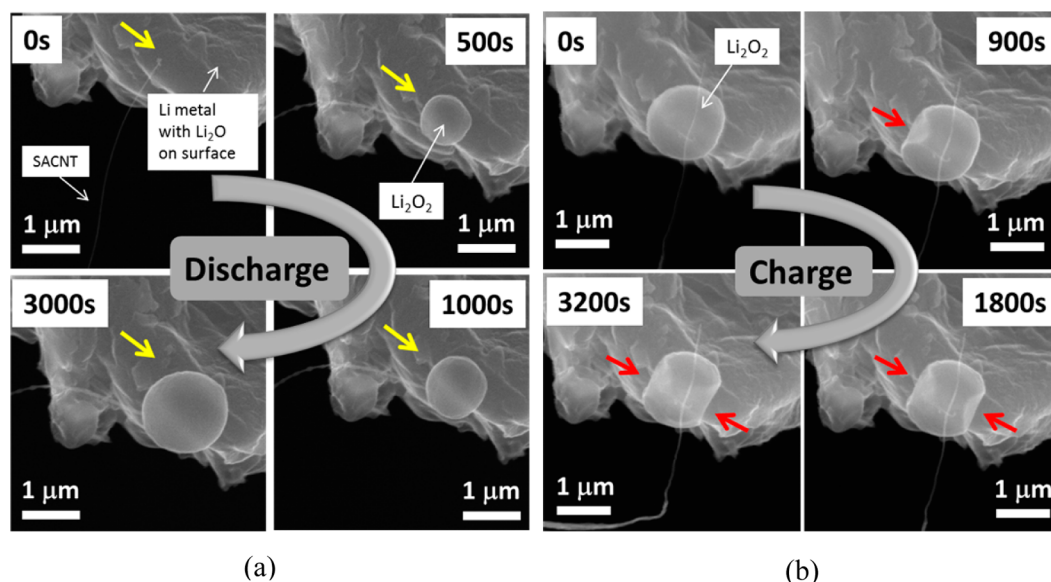 0s
500s
Li metal
with Li₂O
on surface
SACNT
Li₂O₂
1 μm
1 μm
Discharge
3000s
1000s
1 μm
1 μm
(a)
0s
900s
Li₂O₂
1 μm
1 μm
Charge
3200s
1800s
1 μm
1 μm
(b)